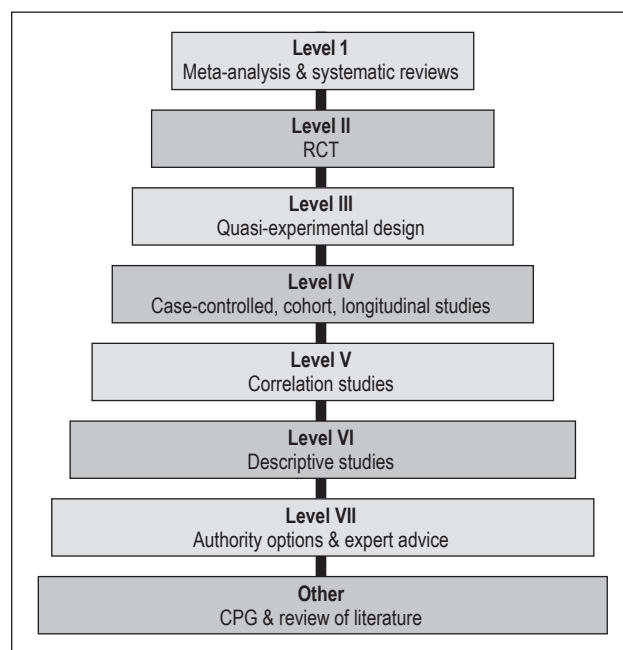 Level 1
Meta-analysis & systematic reviews
Level II
RCT
Level III
Quasi-experimental design
Level IV
Case-controlled, cohort, longitudinal studies
Level V
Correlation studies
Level VI
Descriptive studies
Level VII
Authority options & expert advice
Other
CPG & review of literature